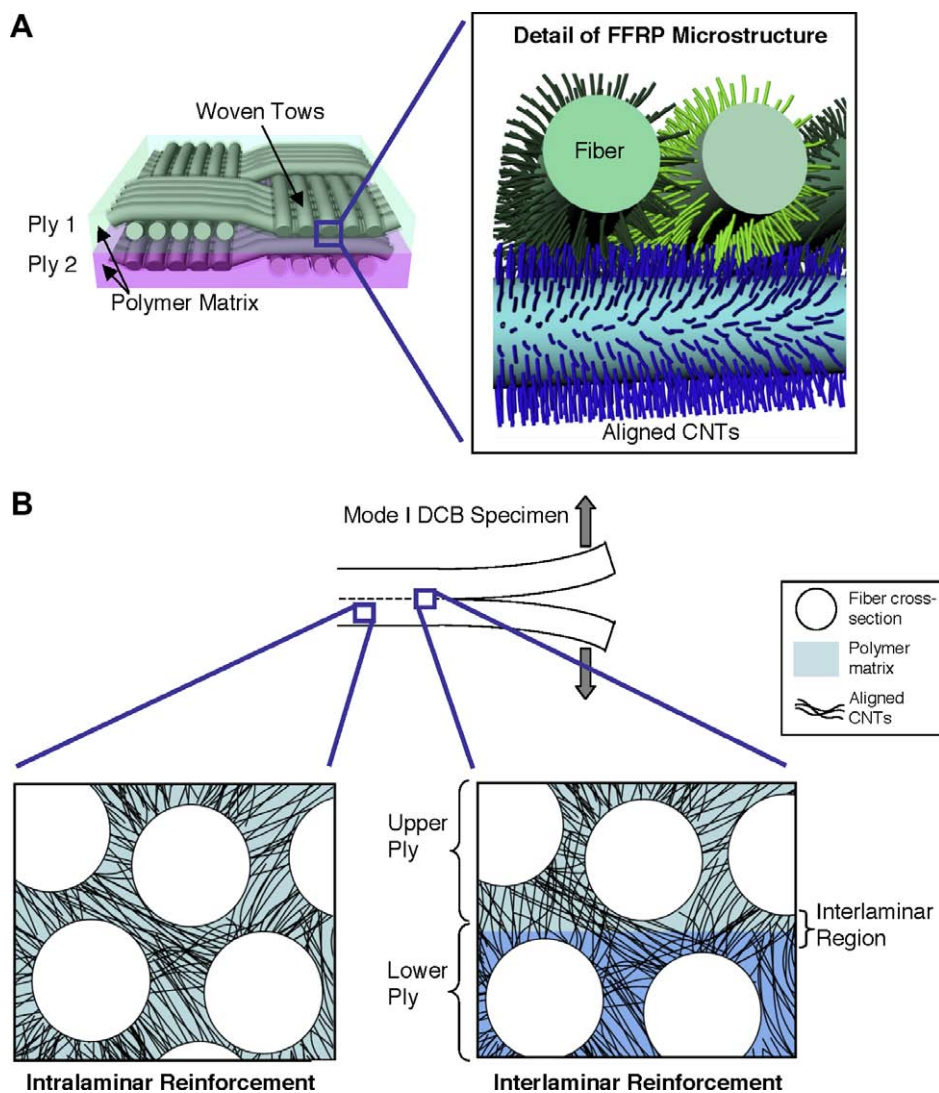 A
Detail of FFRP Microstructure
Woven Tows
Fiber
Ply 1
Ply 2
Polymer Matrix
Aligned CNTs
B
Mode I DCB Specimen
Fiber cross-
section
Polymer
matrix
Aligned
CNTs
Upper
Ply
Interlaminar
Region
Lower
Ply
Intralaminar Reinforcement
Interlaminar Reinforcement